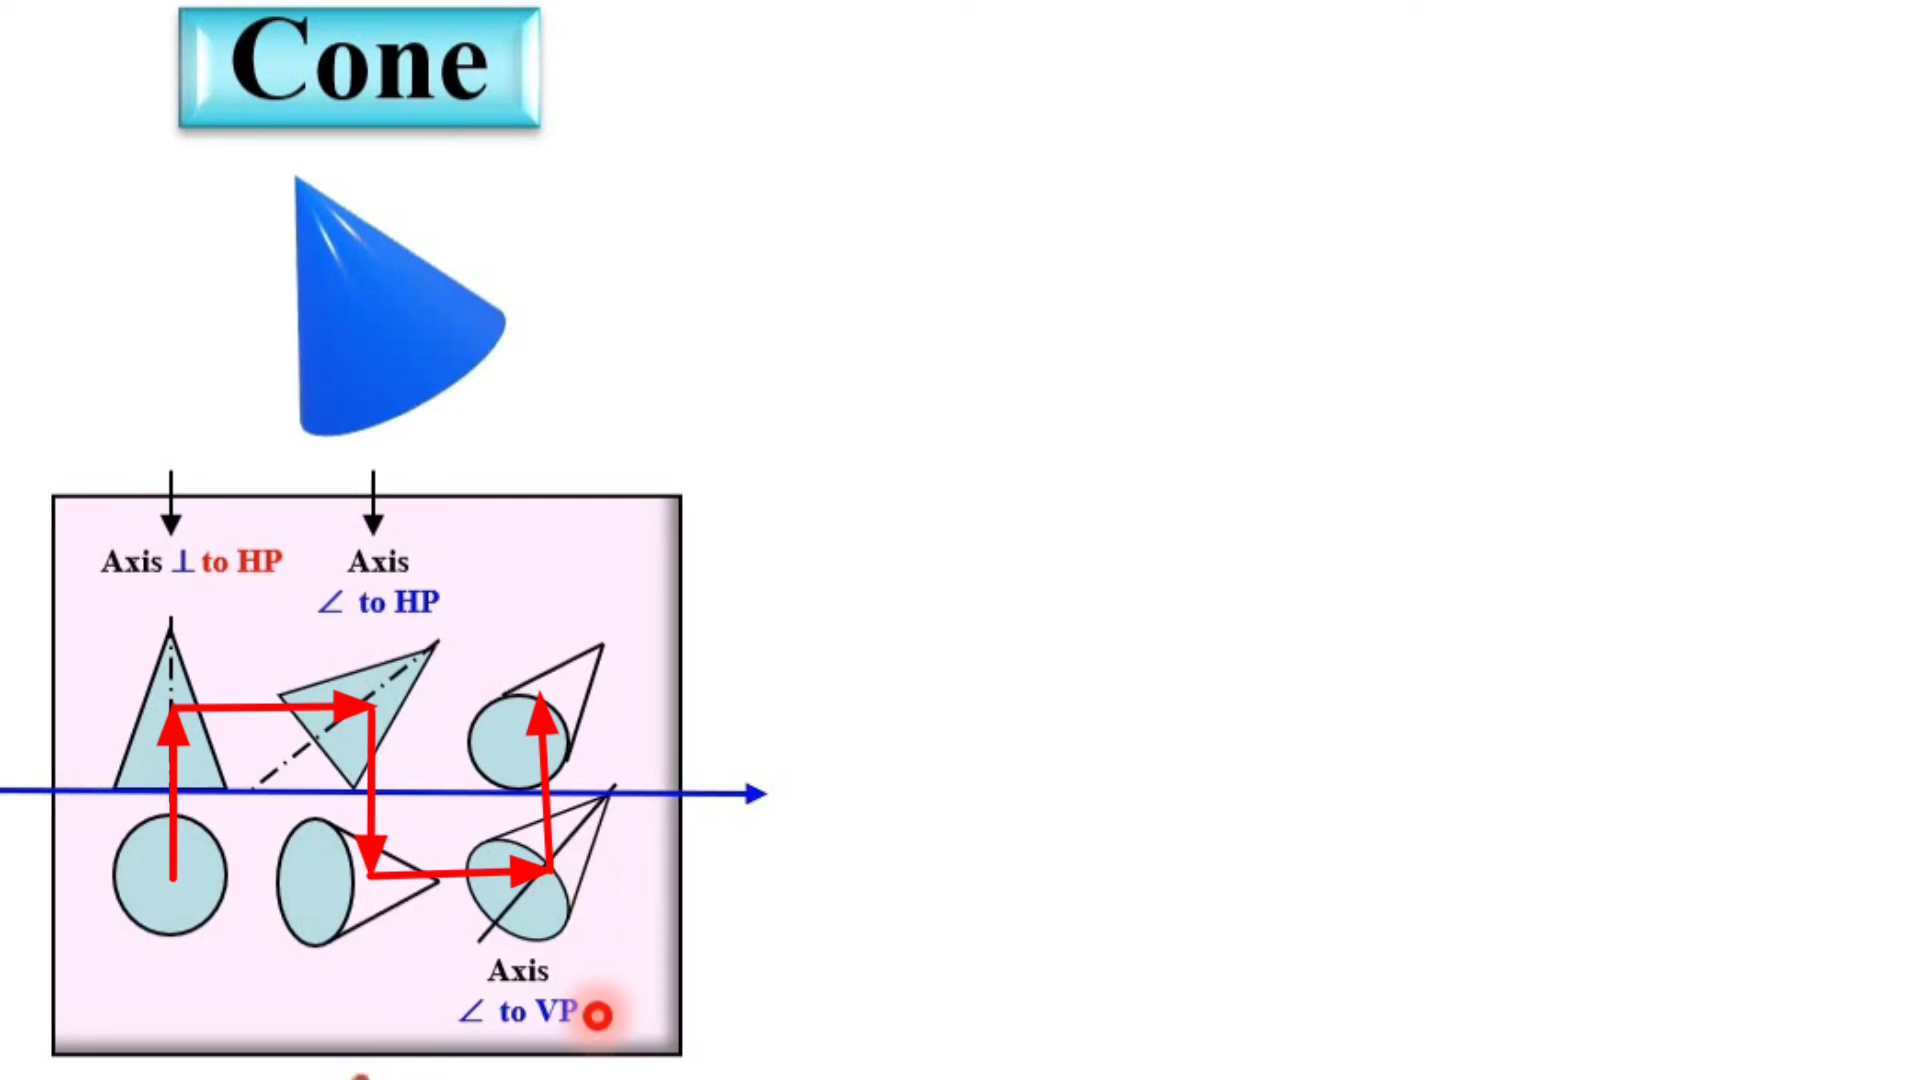 Cone
Axis ⊥ to HP
Axis
∠ to HP
Axis
∠ to VP